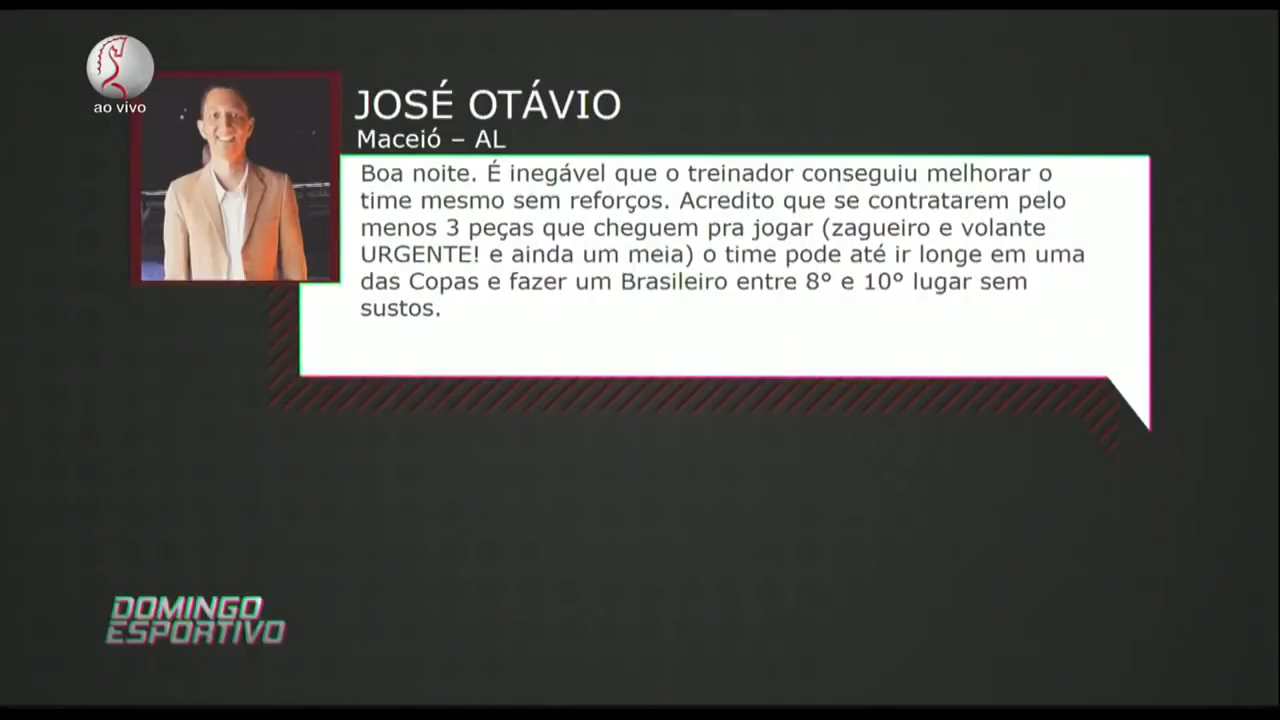 ao vivo
JOSÉ OTÁVIO
Maceió – AL
Boa noite. É inegável que o treinador conseguiu melhorar o
time mesmo sem reforços. Acredito que se contratarem pelo
menos 3 peças que cheguem pra jogar (zagueiro e volante
URGENTE! e ainda um meia) o time pode até ir longe em uma
das Copas e fazer um Brasileiro entre 8° e 10° lugar sem
sustos.
DOMINGO
ESPORTIVO